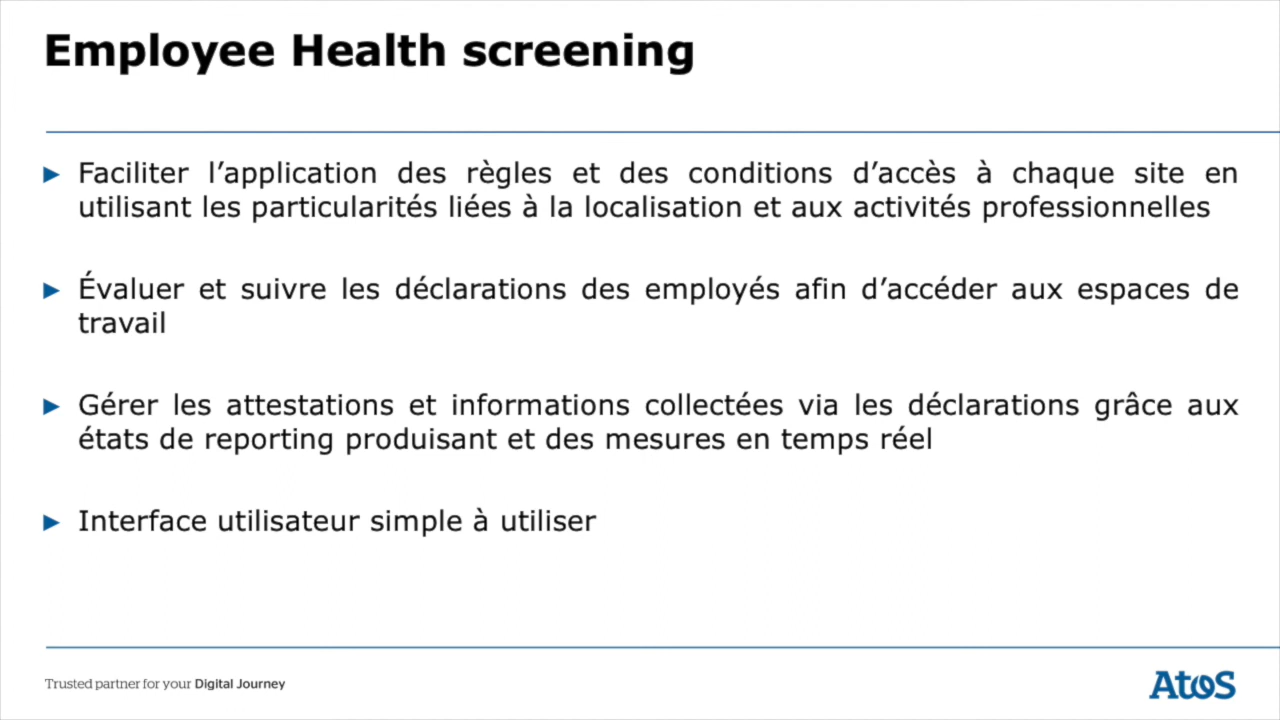 Employee Health screening
► Faciliter l’application des règles et des conditions d’accès à chaque site en
utilisant les particularités liées à la localisation et aux activités professionnelles
► Évaluer et suivre les déclarations des employés afin d’accéder aux espaces de
travail
► Gérer les attestations et informations collectées via les déclarations grâce aux
états de reporting produisant et des mesures en temps réel
► Interface utilisateur simple à utiliser
Trusted partner for your Digital Journey
Atos